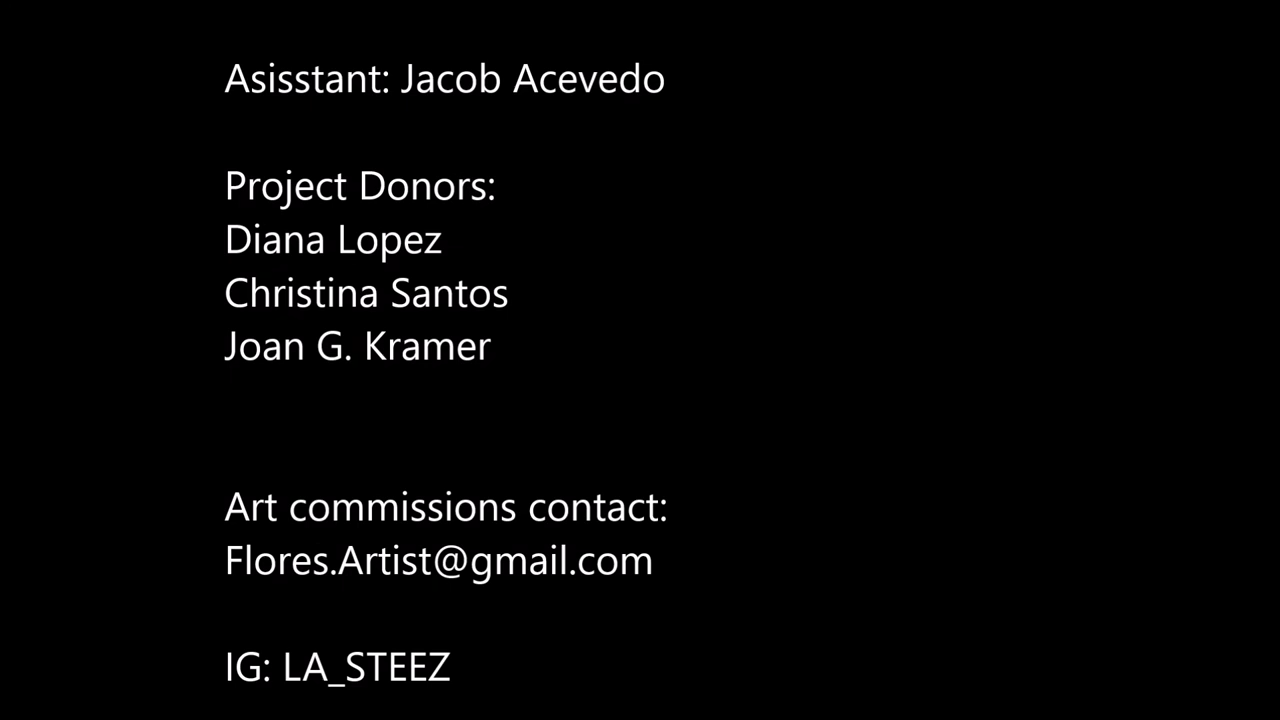 Asisstant: Jacob Acevedo
Project Donors:
Diana Lopez
Christina Santos
Joan G. Kramer
Art commissions contact:
Flores.Artist@gmail.com
IG: LA_STEEZ